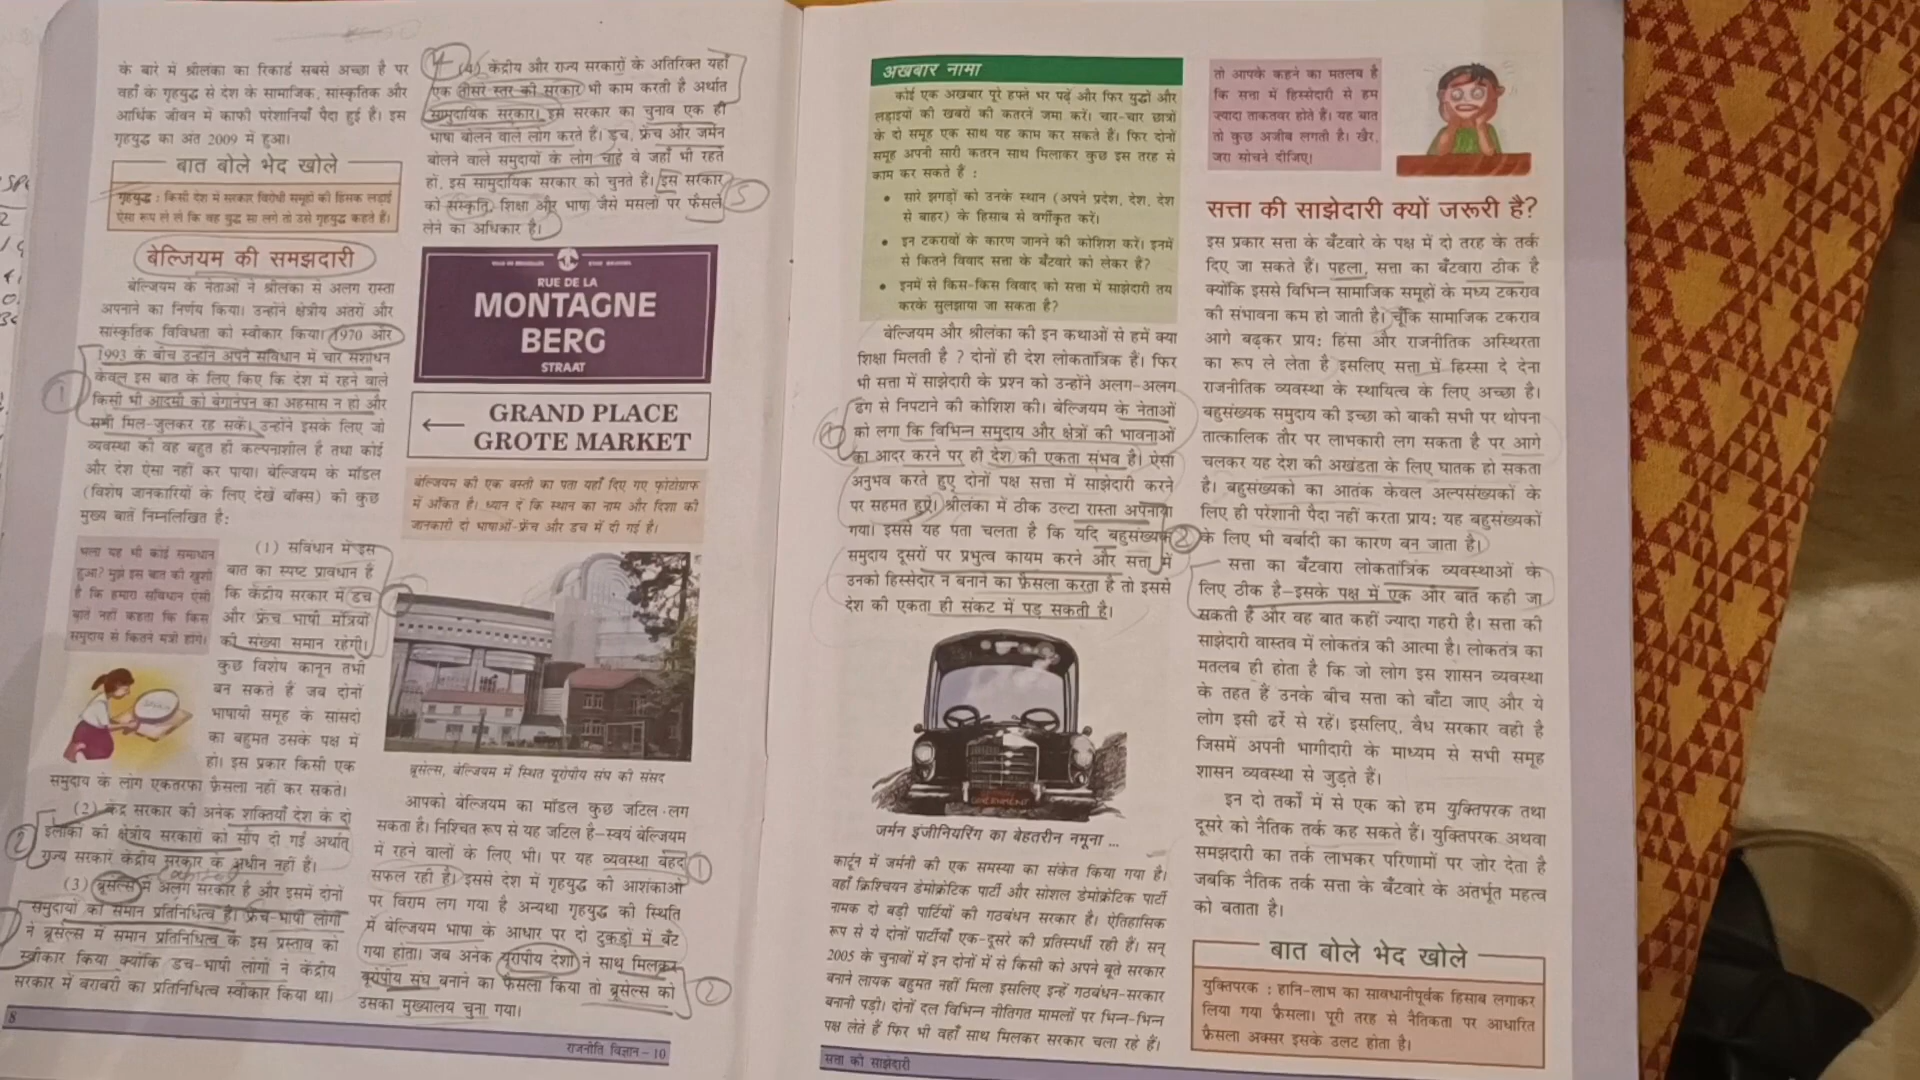 के बारे में श्रीलंका का रिकार्ड सबसे अच्छा है पर
वहाँ के गृहयुद्ध से देश के सामाजिक, सांस्कृतिक और
आर्थिक जीवन में काफी परेशानियाँ पैदा हुई हैं। इस
गृहयुद्ध का अंत 2009 में हुआ।
बात बोले भेद खोले
गृहयुद्ध : किसी देश में सरकार विरोधी समूहों की हिंसक लड़ाई
ऐसा रूप ले ले कि वह युद्ध सा लगे तो उसे गृहयुद्ध कहते हैं।
बेल्जियम की समझदारी
बेल्जियम के नेताओं ने श्रीलंका से अलग रास्ता
अपनाने का निर्णय किया। उन्होंने क्षेत्रीय अंतरों और
सांस्कृतिक विविधता को स्वीकार किया। 1970 और
1993 के बीच उन्होंने अपने संविधान में चार संशोधन
केवल इस बात के लिए किए कि देश में रहने वाले
किसी भी आदमी को बेगानेपन का अहसास न हो और
सभी मिल-जुलकर रह सकें। उन्होंने इसके लिए जो
व्यवस्था की वह बहुत ही कल्पनाशील है तथा कोई
और देश ऐसा नहीं कर पाया। बेल्जियम के मॉडल
(विशेष जानकारियों के लिए देखें बॉक्स) की कुछ
मुख्य बातें निम्नलिखित है:
भला यह भी कोई समाधान
हुआ? मुझे इस बात की खुशी
है कि हमारा संविधान ऐसी
बातें नहीं कहता कि किस
समुदाय से कितने मंत्री होंगे।
(1) संविधान में इस
बात का स्पष्ट प्रावधान है
कि केंद्रीय सरकार में डच
और फ्रेंच भाषी मंत्रियों
की संख्या समान रहेगी।
कुछ विशेष कानून तभी
बन सकते हैं जब दोनों
भाषायी समूह के सांसदों
का बहुमत उसके पक्ष में
हो। इस प्रकार किसी एक
समुदाय के लोग एकतरफा फ़ैसला नहीं कर सकते।
(2) केंद्र सरकार की अनेक शक्तियाँ देश के दो
इलाकों की क्षेत्रीय सरकारों को सौंप दी गई अर्थात्
राज्य सरकारें केंद्रीय सरकार के अधीन नहीं है।
(3) ब्रूसेल्स में अलग सरकार है और इसमें दोनों
समुदायों का समान प्रतिनिधित्व है। फ्रेंच-भाषी लोगों
ने ब्रूसेल्स में समान प्रतिनिधित्व के इस प्रस्ताव को
स्वीकार किया क्योंकि डच-भाषी लोगों ने केंद्रीय
सरकार में बराबरी का प्रतिनिधित्व स्वीकार किया था।
8
(4) केंद्रीय और राज्य सरकारों के अतिरिक्त यहाँ
एक तीसरे स्तर की सरकार भी काम करती है अर्थात
सामुदायिक सरकार। इस सरकार का चुनाव एक ही
भाषा बोलने वाले लोग करते हैं। डच, फ्रेंच और जर्मन
बोलने वाले समुदायों के लोग चाहे वे जहाँ भी रहते
हों, इस सामुदायिक सरकार को चुनते है। इस सरकार
को संस्कृति, शिक्षा और भाषा जैसे मसलों पर फैसले
लेने का अधिकार है।
RUE DE LA
MONTAGNE
BERG
STRAAT
← GRAND PLACE
GROTE MARKET
बेल्जियम की एक बस्ती का पता यहाँ दिए गए फोटोग्राफ
में अंकित है। ध्यान दें कि स्थान का नाम और दिशा की
जानकारी दो भाषाओं-फ्रेंच और डच में दी गई है।
ब्रूसेल्स, बेल्जियम में स्थित यूरोपीय संघ की संसद
आपको बेल्जियम का मॉडल कुछ जटिल लग
सकता है। निश्चित रूप से यह जटिल है–स्वयं बेल्जियम
में रहने वालों के लिए भी। पर यह व्यवस्था बेहद
सफल रही है। इससे देश में गृहयुद्ध की आशंकाओं
पर विराम लग गया है अन्यथा गृहयुद्ध की स्थिति
में बेल्जियम भाषा के आधार पर दो टुकड़ों में बँट
गया होता। जब अनेक यूरोपीय देशों ने साथ मिलकर
यूरोपीय संघ बनाने का फैसला किया तो ब्रूसेल्स को
उसका मुख्यालय चुना गया।
राजनीति विज्ञान–10
अखबार नामा
कोई एक अखबार पूरे हफ्ते भर पढ़ें और फिर युद्धों और
लड़ाइयों की खबरों की कतरनें जमा करें। चार-चार छात्रों
के दो समूह एक साथ यह काम कर सकते हैं। फिर दोनों
समूह अपनी सारी कतरन साथ मिलाकर कुछ इस तरह से
काम कर सकते हैं :
• सारे झगड़ों को उनके स्थान (अपने प्रदेश, देश, देश
से बाहर) के हिसाब से वर्गीकृत करें।
• इन टकरावों के कारण जानने की कोशिश करें। इनमें
से कितने विवाद सत्ता के बँटवारे को लेकर है?
• इनमें से किस-किस विवाद को सत्ता में साझेदारी तय
करके सुलझाया जा सकता है?
बेल्जियम और श्रीलंका की इन कथाओं से हमें क्या
शिक्षा मिलती है ? दोनों ही देश लोकतांत्रिक हैं। फिर
भी सत्ता में साझेदारी के प्रश्न को उन्होंने अलग-अलग
ढंग से निपटाने की कोशिश की। बेल्जियम के नेताओं
को लगा कि विभिन्न समुदाय और क्षेत्रों की भावनाओं
का आदर करने पर ही देश की एकता संभव है। ऐसा
अनुभव करते हुए दोनों पक्ष सत्ता में साझेदारी करने
पर सहमत हुए। श्रीलंका में ठीक उल्टा रास्ता अपनाया
गया। इससे यह पता चलता है कि यदि बहुसंख्यक
समुदाय दूसरों पर प्रभुत्व कायम करने और सत्ता में
उनको हिस्सेदार न बनाने का फ़ैसला करता है तो इससे
देश की एकता ही संकट में पड़ सकती है।
GOVERNMENT
जर्मन इंजीनियरिंग का बेहतरीन नमूना ...
कार्टून में जर्मनी की एक समस्या का संकेत किया गया है।
वहाँ क्रिश्चियन डेमोक्रेटिक पार्टी और सोशल डेमोक्रेटिक पार्टी
नामक दो बड़ी पार्टियों की गठबंधन सरकार है। ऐतिहासिक
रूप से ये दोनों पार्टीयाँ एक-दूसरे की प्रतिस्पर्धी रही हैं। सन्
2005 के चुनावों में इन दोनों में से किसी को अपने बूते सरकार
बनाने लायक बहुमत नहीं मिला इसलिए इन्हें गठबंधन-सरकार
बनानी पड़ी। दोनों दल विभिन्न नीतिगत मामलों पर भिन्न-भिन्न
पक्ष लेते हैं फिर भी वहाँ साथ मिलकर सरकार चला रहे हैं।
सत्ता की साझेदारी
तो आपके कहने का मतलब है
कि सत्ता में हिस्सेदारी से हम
ज्यादा ताकतवर होते हैं। यह बात
तो कुछ अजीब लगती है। खैर,
जरा सोचने दीजिए।
सत्ता की साझेदारी क्यों जरूरी है?
इस प्रकार सत्ता के बँटवारे के पक्ष में दो तरह के तर्क
दिए जा सकते हैं। पहला, सत्ता का बँटवारा ठीक है
क्योंकि इससे विभिन्न सामाजिक समूहों के मध्य टकराव
की संभावना कम हो जाती है। चूँकि सामाजिक टकराव
आगे बढ़कर प्राय: हिंसा और राजनीतिक अस्थिरता
का रूप ले लेता है इसलिए सत्ता में हिस्सा दे देना
राजनीतिक व्यवस्था के स्थायित्व के लिए अच्छा है।
बहुसंख्यक समुदाय की इच्छा को बाकी सभी पर थोपना
तात्कालिक तौर पर लाभकारी लग सकता है पर आगे
चलकर यह देश की अखंडता के लिए घातक हो सकता
है। बहुसंख्यकों का आतंक केवल अल्पसंख्यकों के
लिए ही परेशानी पैदा नहीं करता प्राय: यह बहुसंख्यकों
के लिए भी बर्बादी का कारण बन जाता है।
सत्ता का बँटवारा लोकतांत्रिक व्यवस्थाओं के
लिए ठीक है–इसके पक्ष में एक और बात कही जा
सकती है और वह बात कहीं ज्यादा गहरी है। सत्ता की
साझेदारी वास्तव में लोकतंत्र की आत्मा है। लोकतंत्र का
मतलब ही होता है कि जो लोग इस शासन व्यवस्था
के तहत हैं उनके बीच सत्ता को बाँटा जाए और ये
लोग इसी ढर्रे से रहें। इसलिए, वैध सरकार वही है
जिसमें अपनी भागीदारी के माध्यम से सभी समूह
शासन व्यवस्था से जुड़ते हैं।
इन दो तर्कों में से एक को हम युक्तिपरक तथा
दूसरे को नैतिक तर्क कह सकते हैं। युक्तिपरक अथवा
समझदारी का तर्क लाभकर परिणामों पर ज़ोर देता है
जबकि नैतिक तर्क सत्ता के बँटवारे के अंतर्भूत महत्व
को बताता है।
बात बोले भेद खोले
युक्तिपरक : हानि-लाभ का सावधानीपूर्वक हिसाब लगाकर
लिया गया फ़ैसला। पूरी तरह से नैतिकता पर आधारित
फ़ैसला अक्सर इसके उलट होता है।